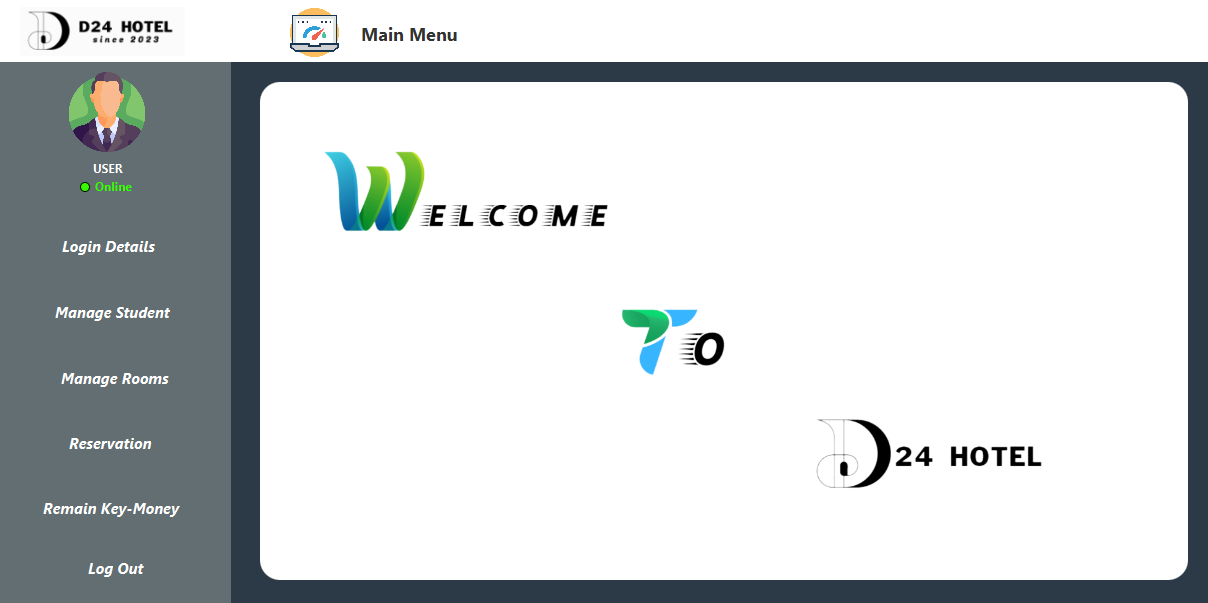 D24 HOTEL
since 2023
Main Menu
USER
Online
Login Details
Manage Student
Manage Rooms
Reservation
Remain Key-Money
Log Out
WELCOME
TO
D24 HOTEL